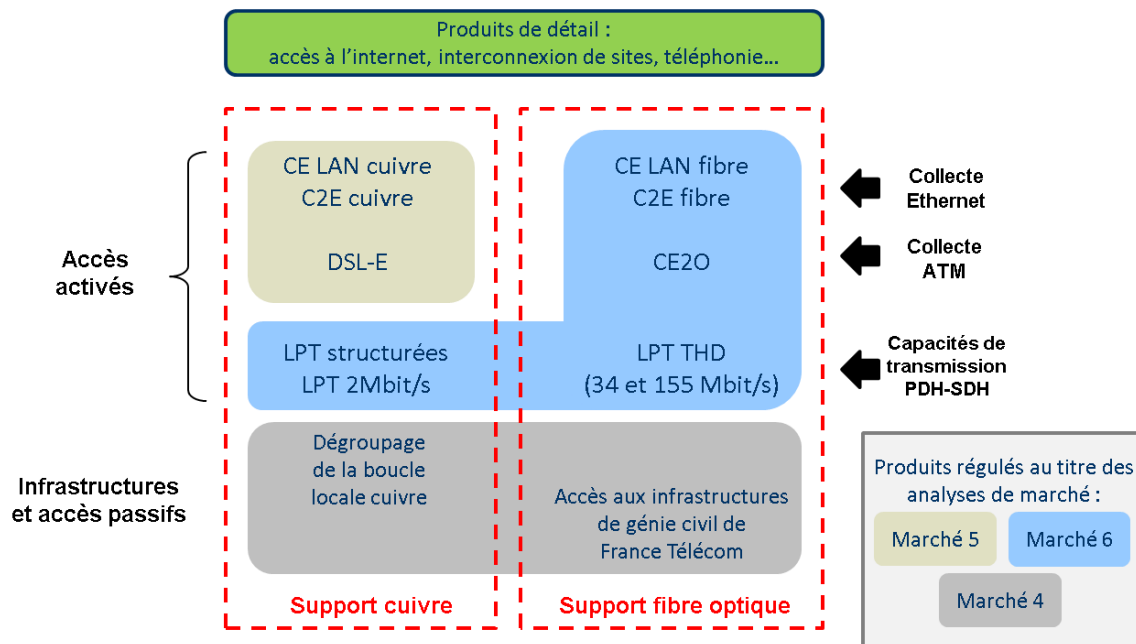 Produits de détail :
accès à l’internet, interconnexion de sites, téléphonie...
Accès
activés
CE LAN cuivre
C2E cuivre
DSL-E
CE LAN fibre
C2E fibre
CE2O
Collecte
Ethernet
Collecte
ATM
LPT structurées
LPT 2Mbit/s
LPT THD
(34 et 155 Mbit/s)
Capacités de
transmission
PDH-SDH
Infrastructures
et accès passifs
Dégroupage
de la boucle
locale cuivre
Accès aux infrastructures
de génie civil de
France Télécom
Support cuivre
Support fibre optique
Produits régulés au titre des
analyses de marché :
Marché 5
Marché 6
Marché 4